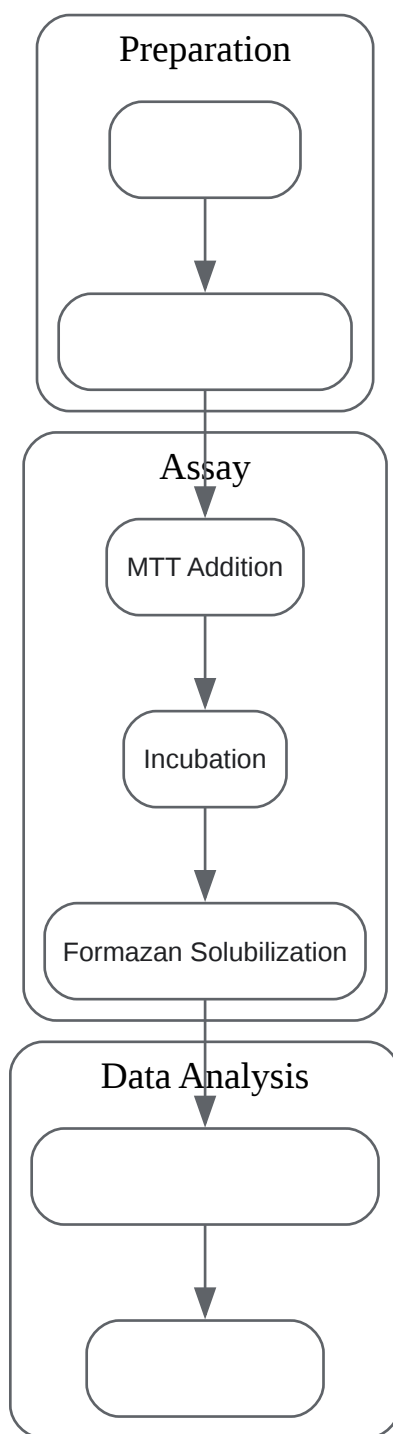 Preparation
Assay
MTT Addition
Incubation
Formazan Solubilization
Data Analysis